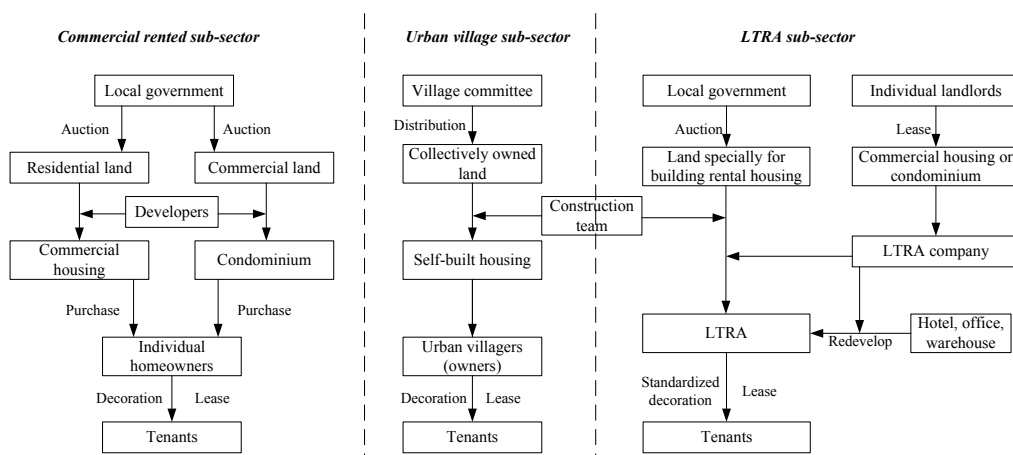 Commercial rented sub-sector
Urban village sub-sector
LTRA sub-sector
Local government
Village committee
Local government
Individual landlords
Auction
Auction
Distribution
Auction
Lease
Residential land
Commercial land
Collectively owned
land
Land specially for
building rental housing
Commercial housing or
condominium
Developers
Construction
team
Commercial
housing
Condominium
Self-built housing
LTRA company
Purchase
Purchase
Individual
homeowners
Urban villagers
(owners)
LTRA
Redevelop
Hotel, office,
warehouse
Decoration
Lease
Decoration
Lease
Standardized
decoration
Lease
Tenants
Tenants
Tenants